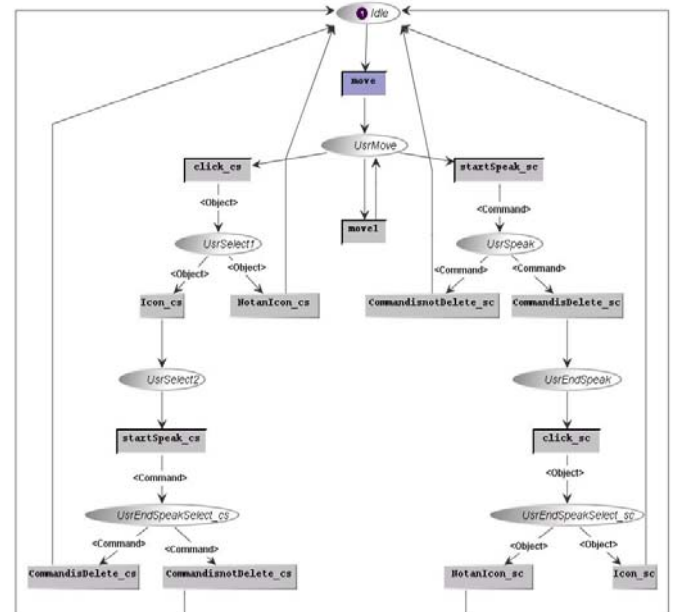 1 Idle
move
UsrMove
click_cs
startSpeak_sc
<Object>
<Command>
move1
UsrSelect1
UsrSpeak
<Object>
<Object>
<Command>
<Command>
Icon_cs
NotanIcon_cs
CommandisnotDelete_sc
CommandisDelete_sc
UsrSelect2
UsrEndSpeak
startSpeak_cs
click_sc
<Command>
<Object>
UsrEndSpeakSelect_cs
UsrEndSpeakSelect_sc
<Command>
<Command>
<Object>
<Object>
CommandisDelete_cs
CommandisnotDelete_cs
NotanIcon_sc
Icon_sc